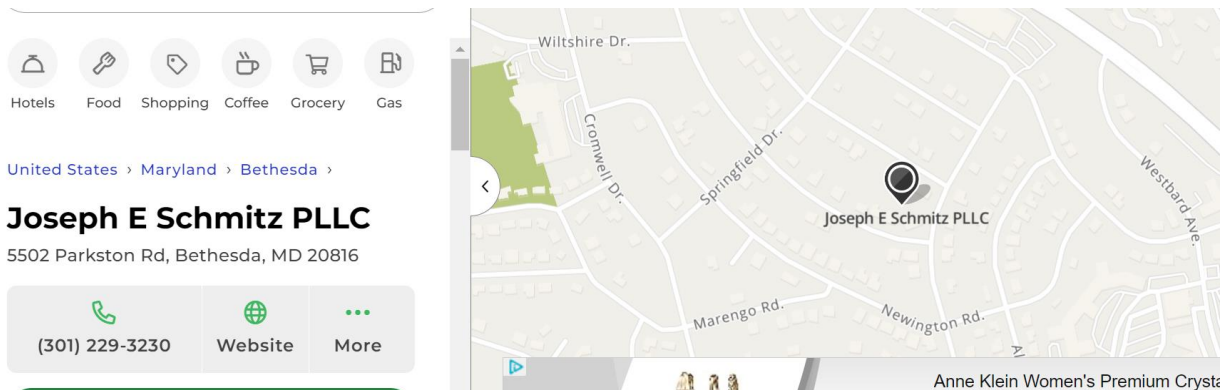 Hotels Food Shopping Coffee Grocery Gas
United States › Maryland › Bethesda ›
Joseph E Schmitz PLLC
5502 Parkston Rd, Bethesda, MD 20816
(301) 229-3230 Website More
Wiltshire Dr.
Cromwell Dr.
Springfield Dr.
Westbard Ave.
Joseph E Schmitz PLLC
Marengo Rd.
Newington Rd.
Al
Anne Klein Women's Premium Crysta